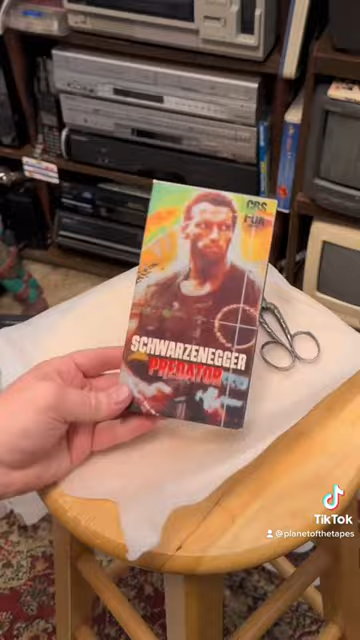 CBS
FOX
SCHWARZENEGGER
PREDATOR
TikTok
@planetofthetapes